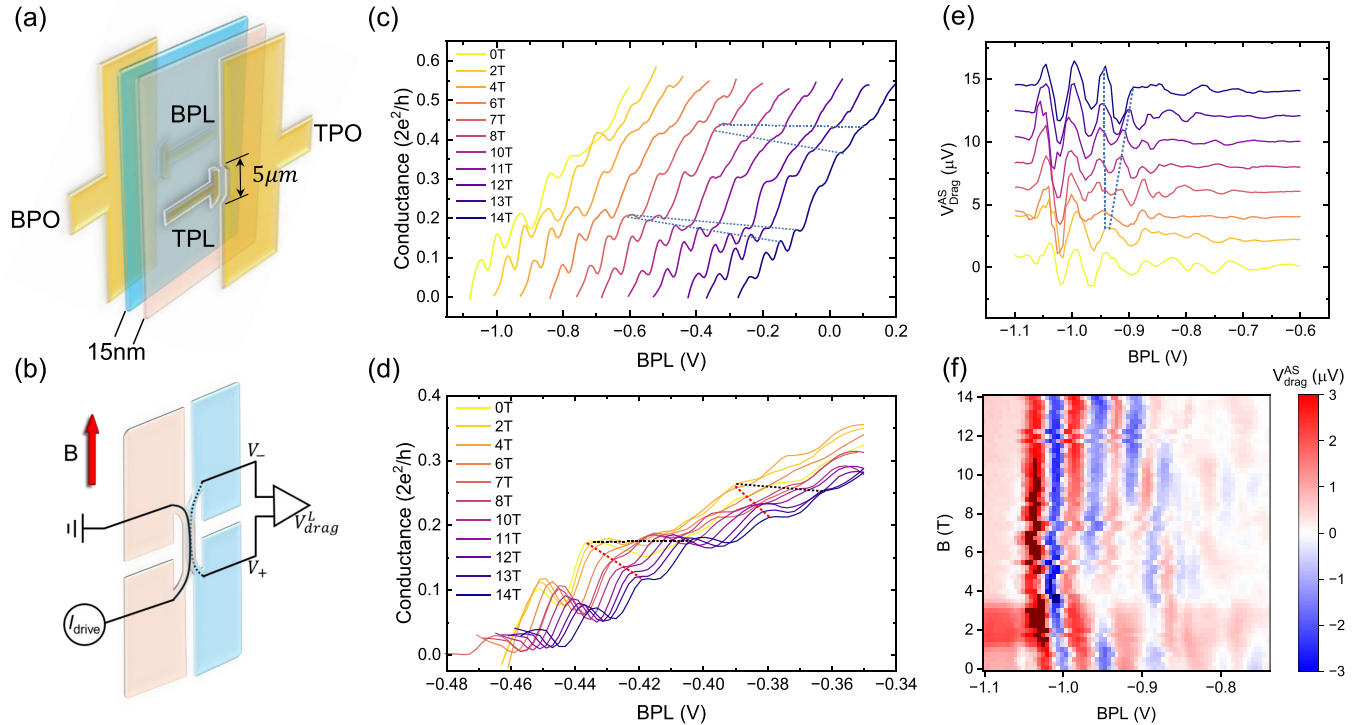 (a)
BPL
TPO
5μm
BPO
TPL
15nm
(b)
B
V₋
V^L_drag
V₊
I_drive
(c)
0T
2T
4T
6T
7T
8T
10T
11T
12T
13T
14T
Conductance (2e²/h)
0.6
0.5
0.4
0.3
0.2
0.1
0.0
−1.0 −0.8 −0.6 −0.4 −0.2 0.0 0.2
BPL (V)
(d)
0T
2T
4T
6T
7T
8T
10T
11T
12T
13T
14T
Conductance (2e²/h)
0.4
0.3
0.2
0.1
0.0
−0.48 −0.46 −0.44 −0.42 −0.40 −0.38 −0.36 −0.34
BPL (V)
(e)
V^AS_Drag (μV)
15
10
5
0
−1.1 −1.0 −0.9 −0.8 −0.7 −0.6
BPL (V)
(f)
V^AS_drag (μV)
B (T)
14
12
10
8
6
4
2
0
−1.1 −1.0 −0.9 −0.8
BPL (V)
3
2
1
0
−1
−2
−3